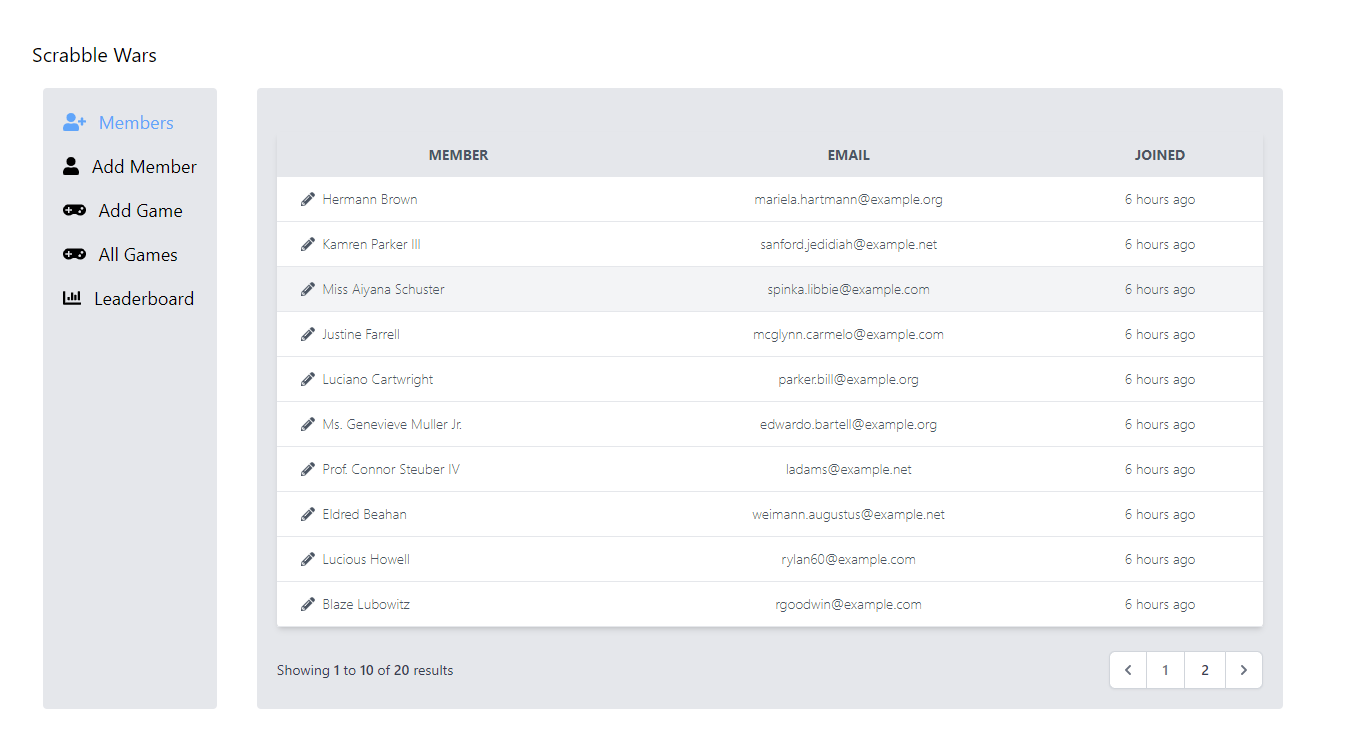 Scrabble Wars
Members
Add Member
Add Game
All Games
Leaderboard
MEMBER EMAIL JOINED
Hermann Brown mariela.hartmann@example.org 6 hours ago
Kamren Parker III sanford.jedidiah@example.net 6 hours ago
Miss Aiyana Schuster spinka.libbie@example.com 6 hours ago
Justine Farrell mcglynn.carmelo@example.com 6 hours ago
Luciano Cartwright parker.bill@example.org 6 hours ago
Ms. Genevieve Muller Jr. edwardo.bartell@example.org 6 hours ago
Prof. Connor Steuber IV ladams@example.net 6 hours ago
Eldred Beahan weimann.augustus@example.net 6 hours ago
Lucious Howell rylan60@example.com 6 hours ago
Blaze Lubowitz rgoodwin@example.com 6 hours ago
Showing 1 to 10 of 20 results 1 2